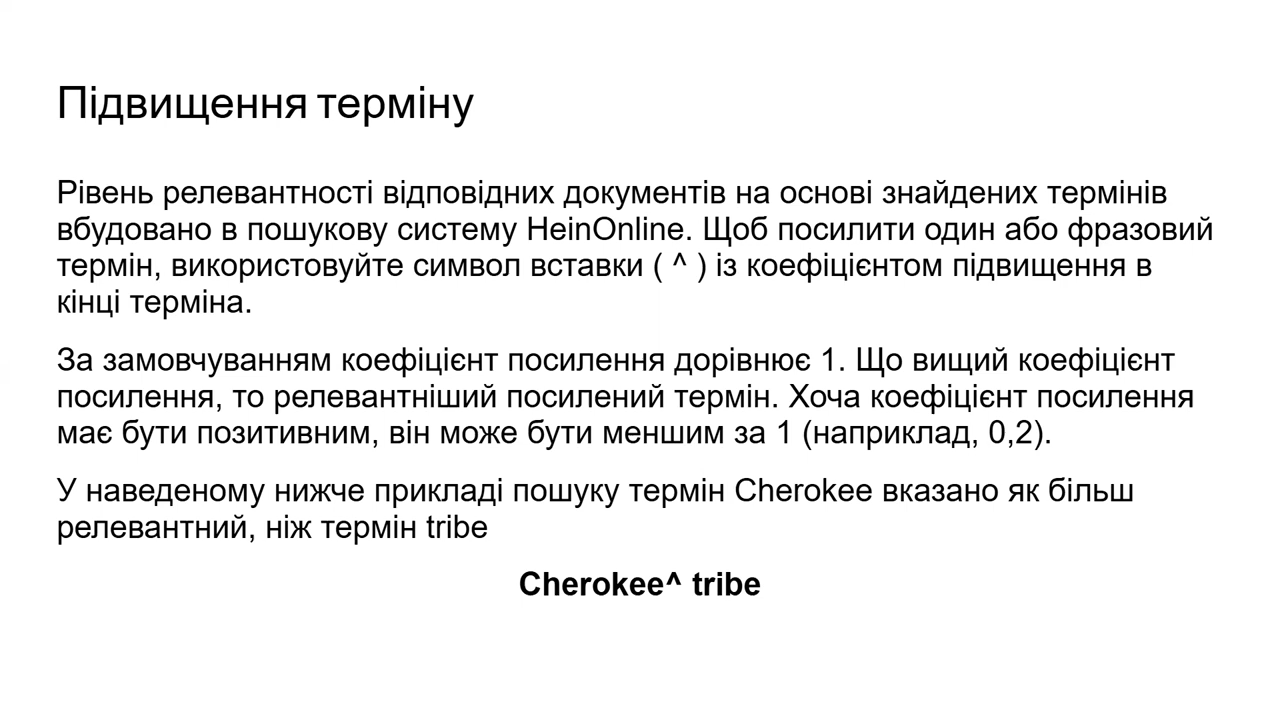 Підвищення терміну
Рівень релевантності відповідних документів на основі знайдених термінів
вбудовано в пошукову систему HeinOnline. Щоб посилити один або фразовий
термін, використовуйте символ вставки ( ^ ) із коефіцієнтом підвищення в
кінці терміна.
За замовчуванням коефіцієнт посилення дорівнює 1. Що вищий коефіцієнт
посилення, то релевантніший посилений термін. Хоча коефіцієнт посилення
має бути позитивним, він може бути меншим за 1 (наприклад, 0,2).
У наведеному нижче прикладі пошуку термін Cherokee вказано як більш
релевантний, ніж термін tribe
Cherokee^ tribe